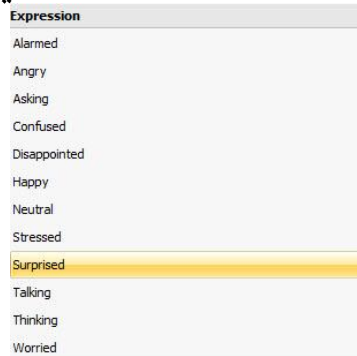 Expression
Alarmed
Angry
Asking
Confused
Disappointed
Happy
Neutral
Stressed
Surprised
Talking
Thinking
Worried